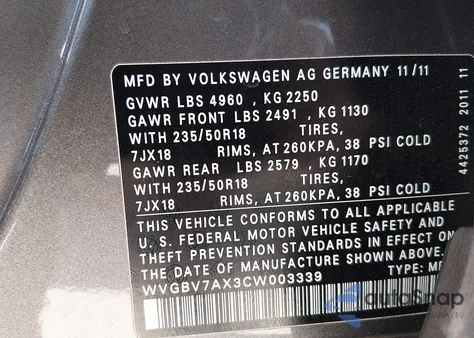 MFD BY VOLKSWAGEN AG GERMANY 11/11
GVWR LBS 4960 , KG 2250
GAWR FRONT LBS 2491 , KG 1130
WITH 235/50R18 TIRES,
7JX18 RIMS, AT 260KPA, 38 PSI COLD
GAWR REAR LBS 2579 , KG 1170
WITH 235/50R18 TIRES,
7JX18 RIMS, AT 260KPA, 38 PSI COLD
THIS VEHICLE CONFORMS TO ALL APPLICABLE
U. S. FEDERAL MOTOR VEHICLE SAFETY AND
THEFT PREVENTION STANDARDS IN EFFECT ON
THE DATE OF MANUFACTURE SHOWN ABOVE.
WVGBV7AX3CW003339 TYPE:
4425372 2011 11
autoSnap